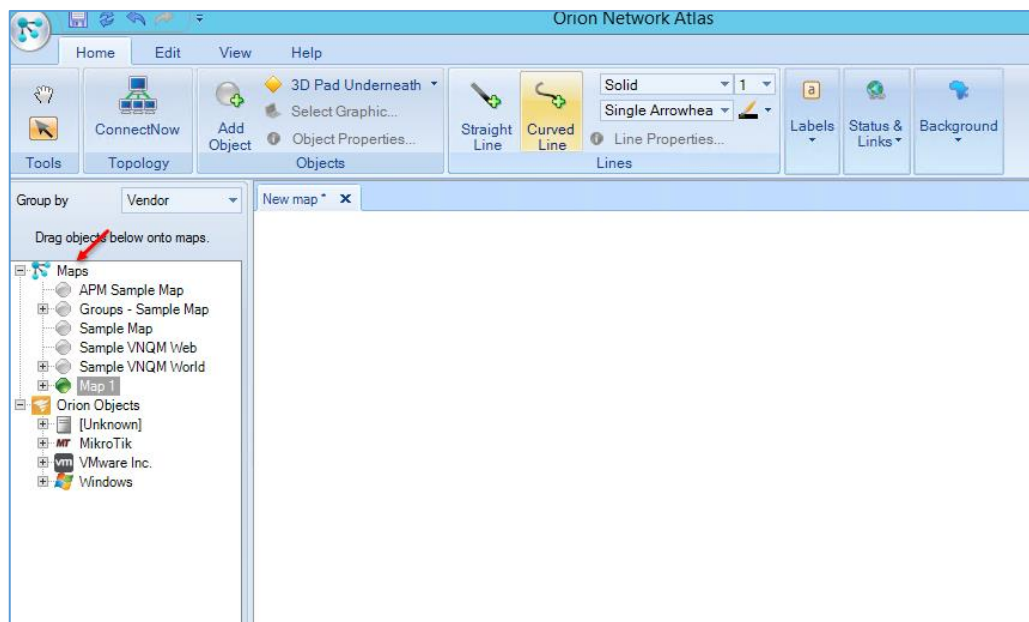 Orion Network Atlas
Home Edit View Help
3D Pad Underneath
Select Graphic...
Object Properties...
ConnectNow
Add Object
Straight Line
Curved Line
Solid 1
Single Arrowhea
Line Properties...
a
Labels
Status & Links
Background
Tools Topology Objects Lines
Group by Vendor
New map *
Drag objects below onto maps.
Maps
APM Sample Map
Groups - Sample Map
Sample Map
Sample VNQM Web
Sample VNQM World
Map 1
Orion Objects
[Unknown]
MT MikroTik
vm VMware Inc.
Windows